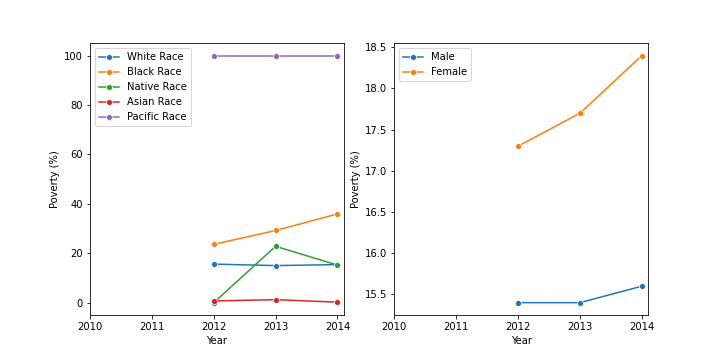 100
80
60
40
20
0
Poverty (%)
White Race
Black Race
Native Race
Asian Race
Pacific Race
2010 2011 2012 2013 2014
Year
18.5
18.0
17.5
17.0
16.5
16.0
15.5
Poverty (%)
Male
Female
2010 2011 2012 2013 2014
Year